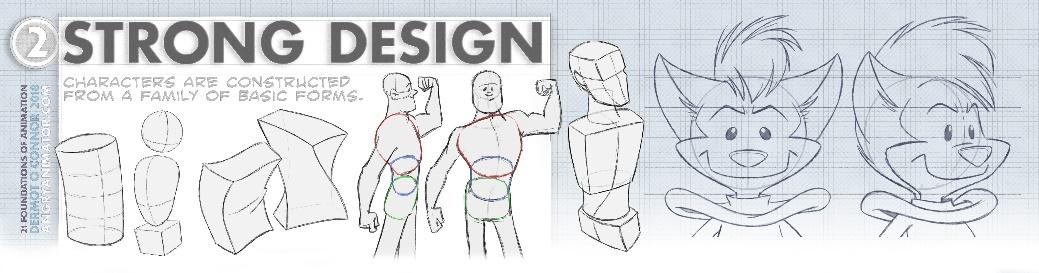 2 STRONG DESIGN
CHARACTERS ARE CONSTRUCTED
FROM A FAMILY OF BASIC FORMS.
21 FOUNDATIONS OF ANIMATION
DERMOT O CONNOR 2018
ANGRYANIMATOR.COM